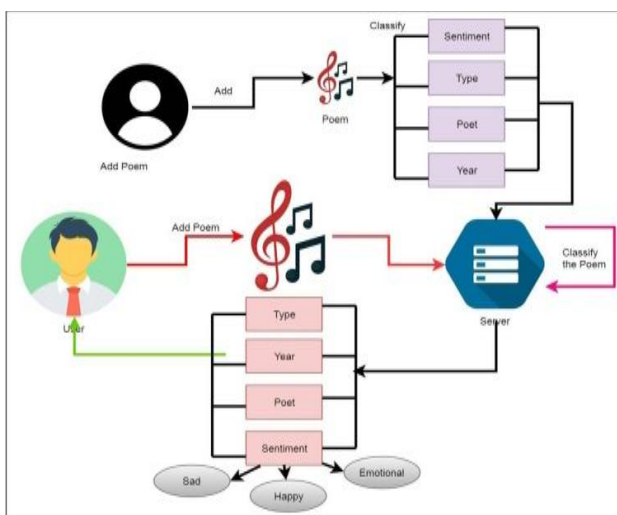 Classify
Sentiment
Add
Type
Poem
Poet
Add Poem
Year
Add Poem
Classify
the Poem
User
Server
Type
Year
Poet
Sentiment
Sad
Happy
Emotional